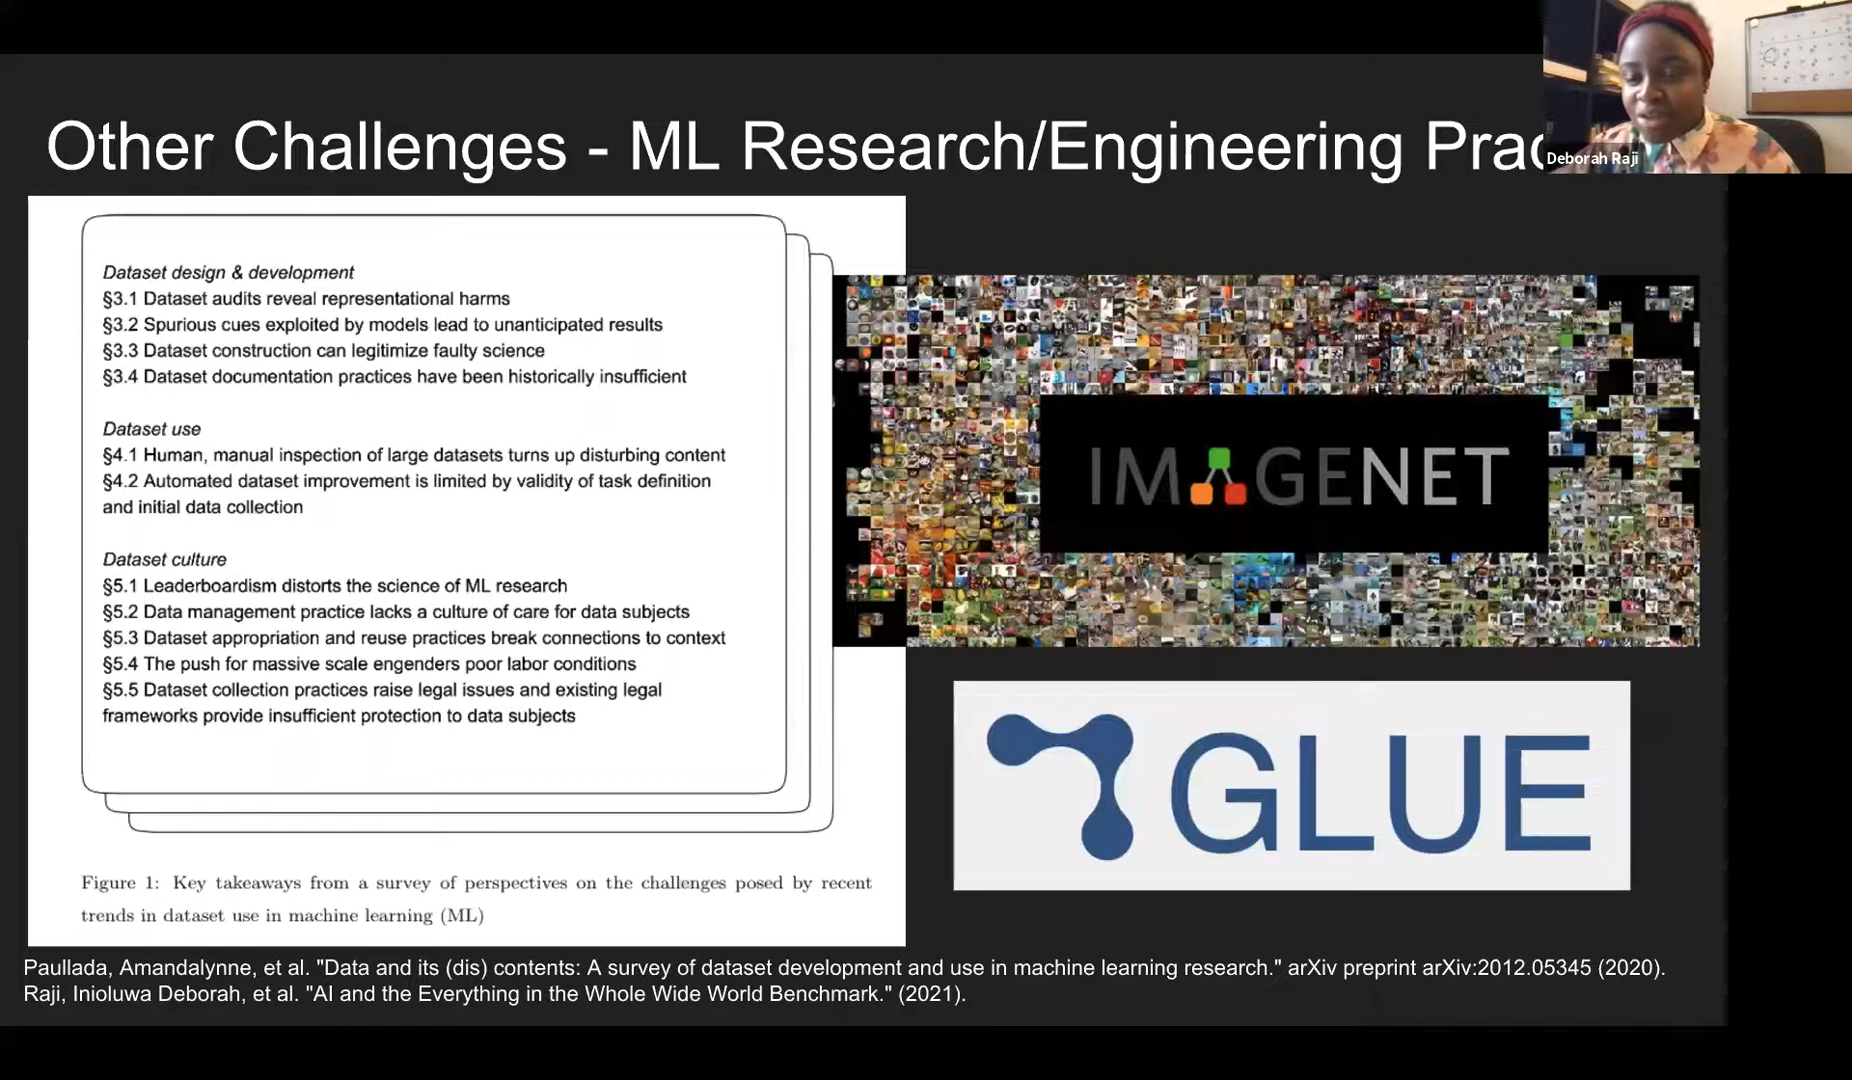 Other Challenges - ML Research/Engineering Prac
Deborah Raji
Dataset design & development
§3.1 Dataset audits reveal representational harms
§3.2 Spurious cues exploited by models lead to unanticipated results
§3.3 Dataset construction can legitimize faulty science
§3.4 Dataset documentation practices have been historically insufficient
Dataset use
§4.1 Human, manual inspection of large datasets turns up disturbing content
§4.2 Automated dataset improvement is limited by validity of task definition
and initial data collection
Dataset culture
§5.1 Leaderboardism distorts the science of ML research
§5.2 Data management practice lacks a culture of care for data subjects
§5.3 Dataset appropriation and reuse practices break connections to context
§5.4 The push for massive scale engenders poor labor conditions
§5.5 Dataset collection practices raise legal issues and existing legal
frameworks provide insufficient protection to data subjects
Figure 1: Key takeaways from a survey of perspectives on the challenges posed by recent
trends in dataset use in machine learning (ML)
IMAGENET
GLUE
Paullada, Amandalynne, et al. "Data and its (dis) contents: A survey of dataset development and use in machine learning research." arXiv preprint arXiv:2012.05345 (2020).
Raji, Inioluwa Deborah, et al. "AI and the Everything in the Whole Wide World Benchmark." (2021).